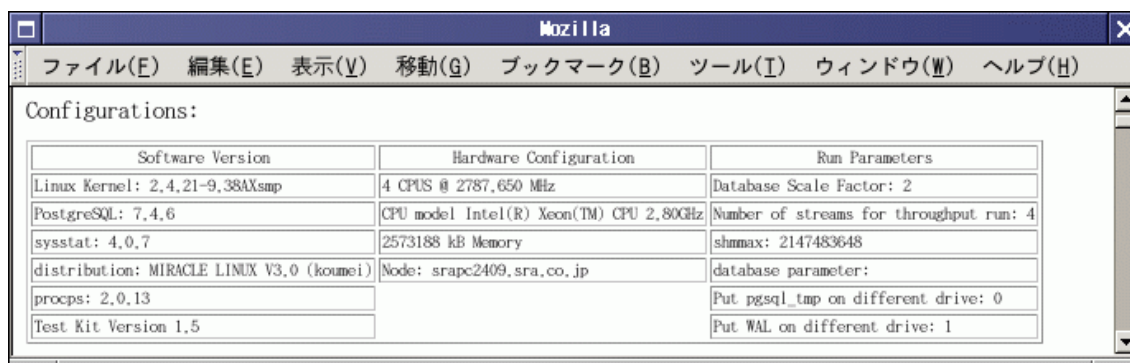 Mozilla
ファイル(F) 編集(E) 表示(V) 移動(G) ブックマーク(B) ツール(T) ウィンドウ(W) ヘルプ(H)
Configurations:
Software Version Hardware Configuration Run Parameters
Linux Kernel: 2.4.21-9.38AXsmp 4 CPUS @ 2787.650 MHz Database Scale Factor: 2
PostgreSQL: 7.4.6 CPU model Intel(R) Xeon(TM) CPU 2.80GHz Number of streams for throughput run: 4
sysstat: 4.0.7 2573188 kB Memory shmmax: 2147483648
distribution: MIRACLE LINUX V3.0 (koumei) Node: srapc2409.sra.co.jp database parameter:
procps: 2.0.13 Put pgsql_tmp on different drive: 0
Test Kit Version 1.5 Put WAL on different drive: 1